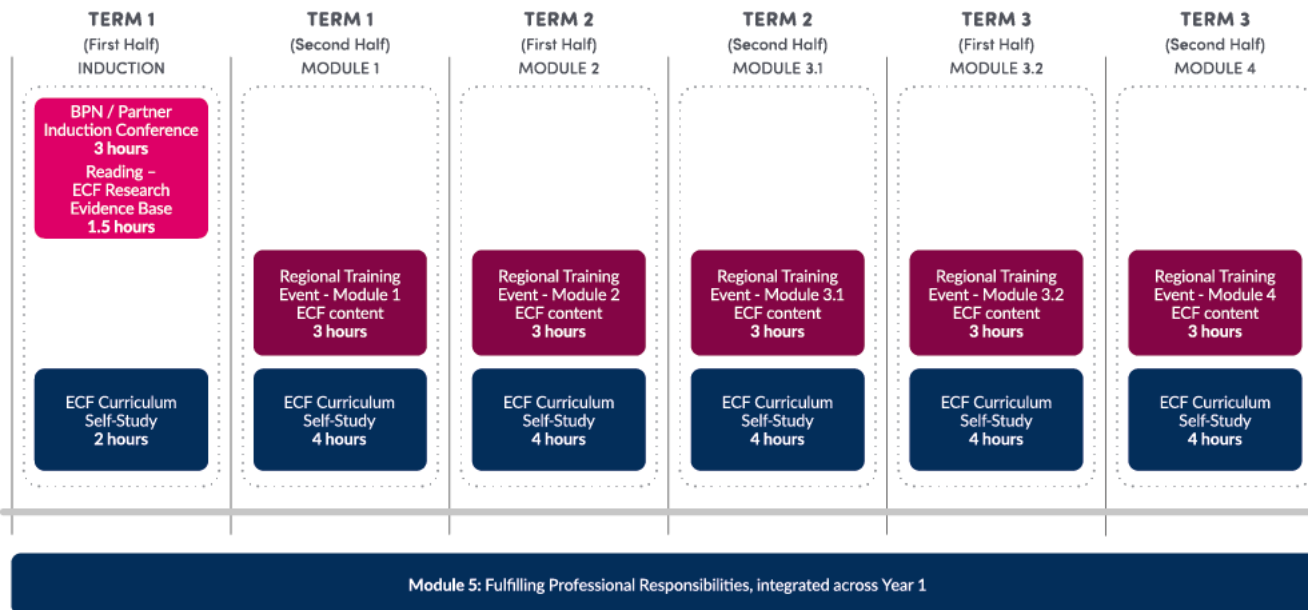 TERM 1
(First Half)
INDUCTION
BPN / Partner
Induction Conference
3 hours
Reading –
ECF Research
Evidence Base
1.5 hours
ECF Curriculum
Self-Study
2 hours
TERM 1
(Second Half)
MODULE 1
Regional Training
Event - Module 1
ECF content
3 hours
ECF Curriculum
Self-Study
4 hours
TERM 2
(First Half)
MODULE 2
Regional Training
Event - Module 2
ECF content
3 hours
ECF Curriculum
Self-Study
4 hours
TERM 2
(Second Half)
MODULE 3.1
Regional Training
Event - Module 3.1
ECF content
3 hours
ECF Curriculum
Self-Study
4 hours
TERM 3
(First Half)
MODULE 3.2
Regional Training
Event - Module 3.2
ECF content
3 hours
ECF Curriculum
Self-Study
4 hours
TERM 3
(Second Half)
MODULE 4
Regional Training
Event - Module 4
ECF content
3 hours
ECF Curriculum
Self-Study
4 hours
Module 5: Fulfilling Professional Responsibilities, integrated across Year 1